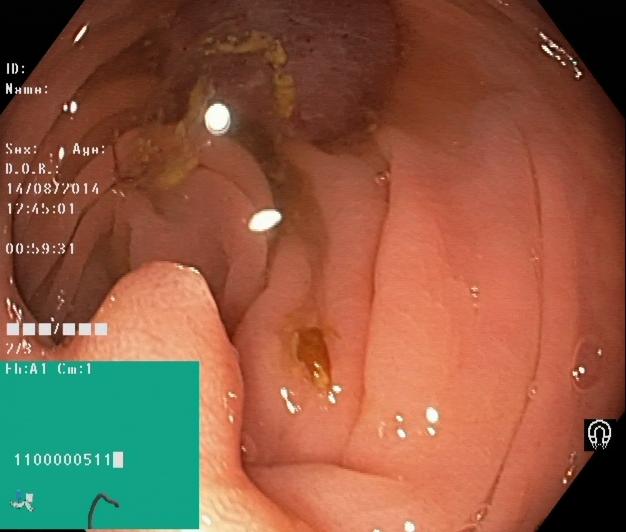 ID:
Name:
Sex: Age:
D.O.B.:
14/08/2014
12:45:01
00:59:31
■■■/■■■
2/3
Eh:A1 Cm:1
1100000511